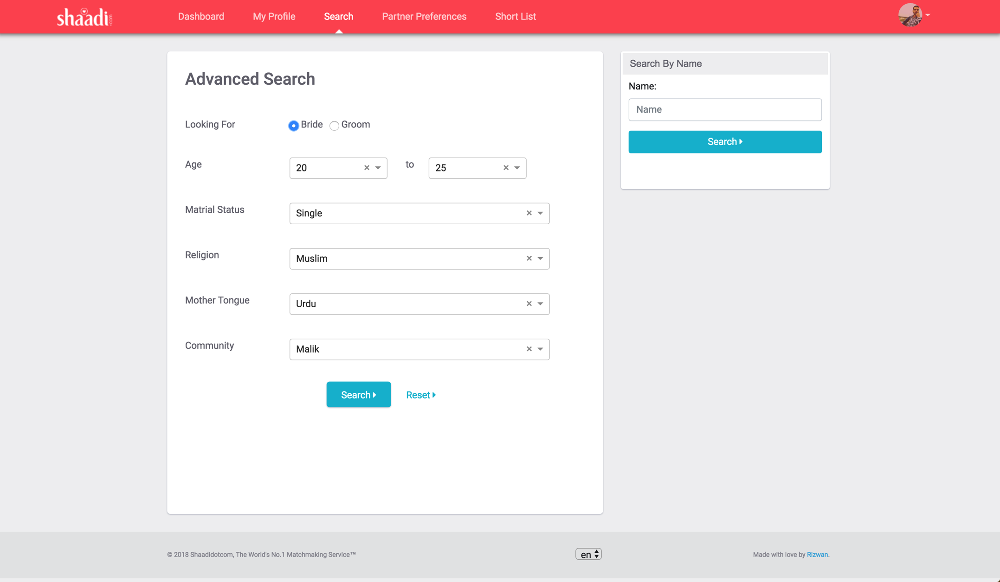 shaadi.com
Dashboard My Profile Search Partner Preferences Short List
Advanced Search
Looking For Bride Groom
Age 20 × to 25 ×
Matrial Status Single ×
Religion Muslim ×
Mother Tongue Urdu ×
Community Malik ×
Search Reset
Search By Name
Name:
Name
Search
© 2018 Shaadidotcom, The World's No.1 Matchmaking Service™ en Made with love by Rizwan.